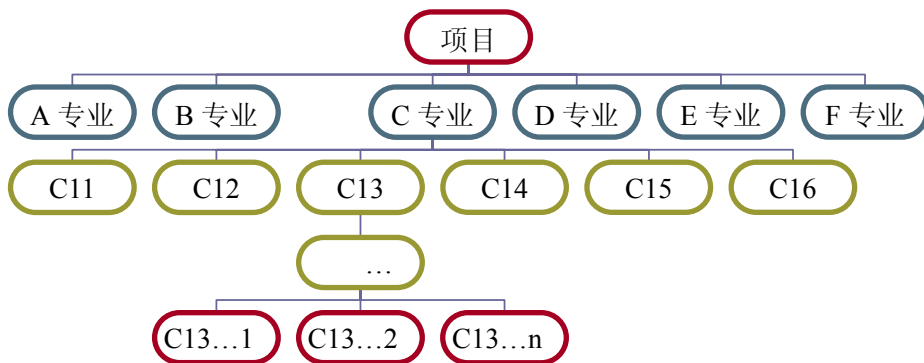 项目
A 专业
B 专业
C 专业
D 专业
E 专业
F 专业
C11
C12
C13
C14
C15
C16
…
C13…1
C13…2
C13…n